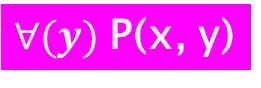 ∀(𝒚) P(x, y)